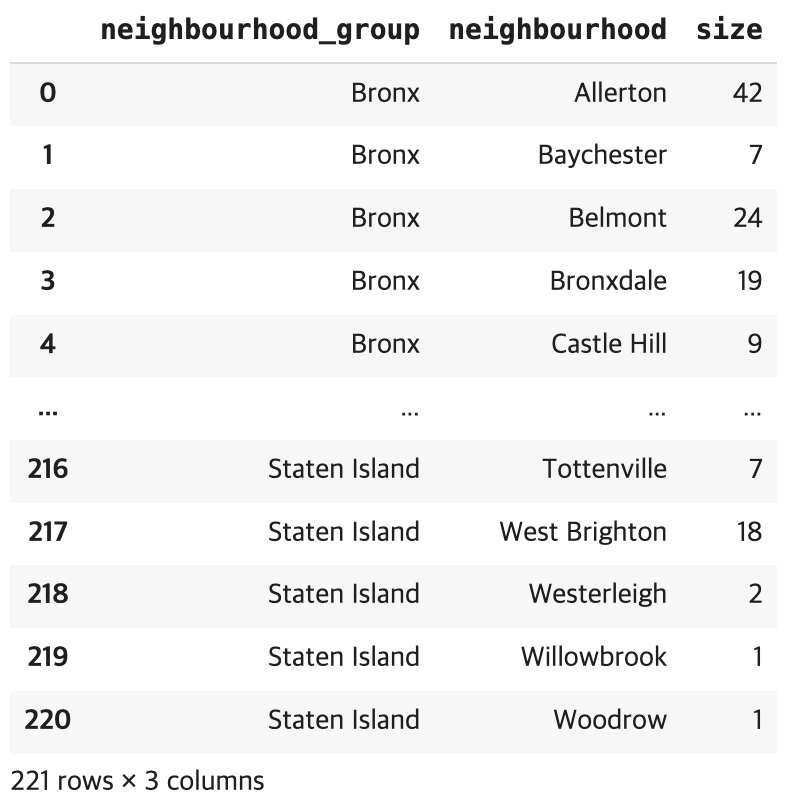 neighbourhood_group neighbourhood size
0 Bronx Allerton 42
1 Bronx Baychester 7
2 Bronx Belmont 24
3 Bronx Bronxdale 19
4 Bronx Castle Hill 9
... ... ... ...
216 Staten Island Tottenville 7
217 Staten Island West Brighton 18
218 Staten Island Westerleigh 2
219 Staten Island Willowbrook 1
220 Staten Island Woodrow 1
221 rows × 3 columns